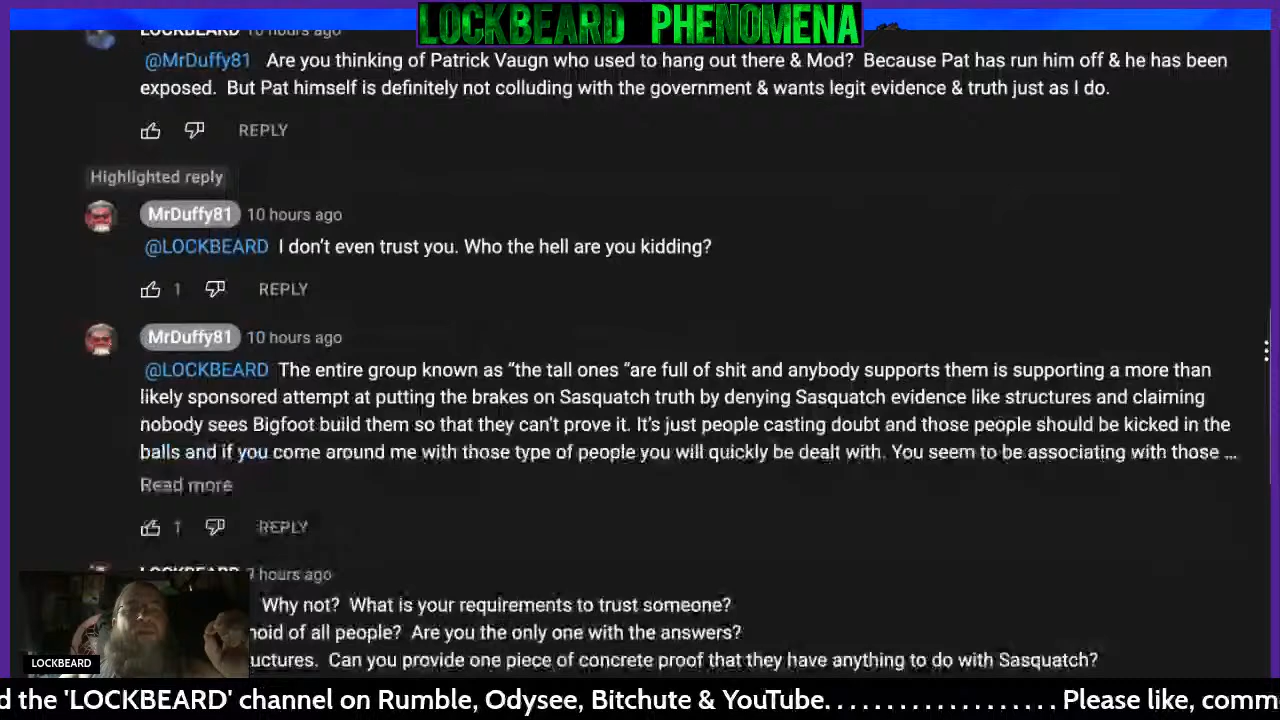 LOCKBEARD PHENOMENA
LOCKBEARD 10 hours ago
@MrDuffy81 Are you thinking of Patrick Vaugn who used to hang out there & Mod? Because Pat has run him off & he has been
exposed. But Pat himself is definitely not colluding with the government & wants legit evidence & truth just as I do.
REPLY
Highlighted reply
MrDuffy81 10 hours ago
@LOCKBEARD I don't even trust you. Who the hell are you kidding?
1 REPLY
MrDuffy81 10 hours ago
@LOCKBEARD The entire group known as “the tall ones “are full of shit and anybody supports them is supporting a more than
likely sponsored attempt at putting the brakes on Sasquatch truth by denying Sasquatch evidence like structures and claiming
nobody sees Bigfoot build them so that they can't prove it. It's just people casting doubt and those people should be kicked in the
balls and if you come around me with those type of people you will quickly be dealt with. You seem to be associating with those ...
Read more
1 REPLY
LOCKBEARD hours ago
Why not? What is your requirements to trust someone?
noid of all people? Are you the only one with the answers?
uctures. Can you provide one piece of concrete proof that they have anything to do with Sasquatch?
LOCKBEARD
d the 'LOCKBEARD' channel on Rumble, Odysee, Bitchute & YouTube. . . . . . . . . . . . . . . . . . . Please like, comm